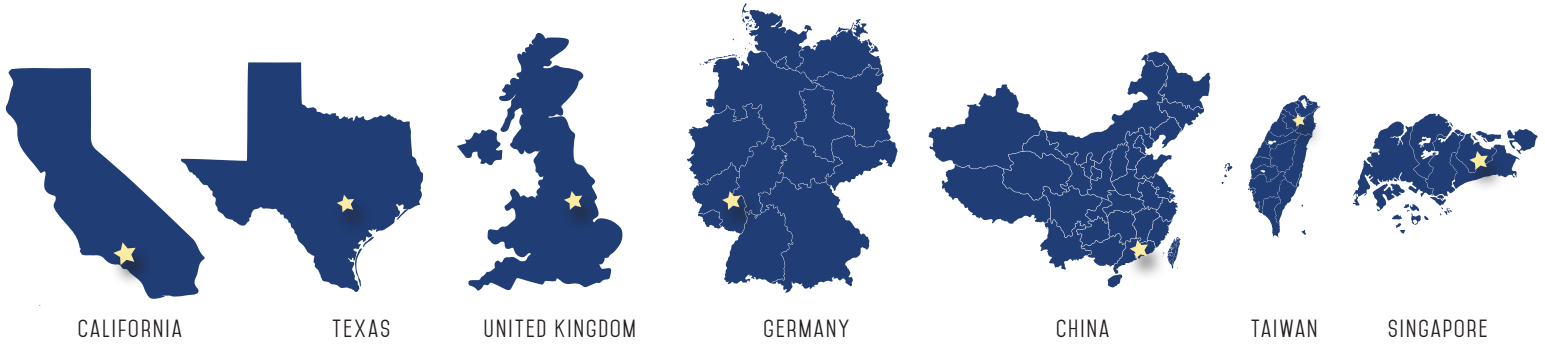 CALIFORNIA
TEXAS
UNITED KINGDOM
GERMANY
CHINA
TAIWAN
SINGAPORE